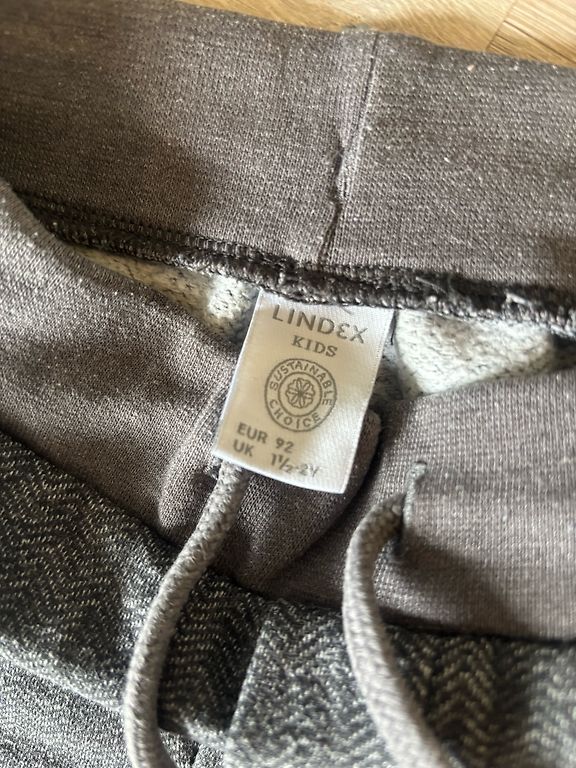 LINDEX
KIDS
SUSTAINABLE
CHOICE
EUR 92
UK 1½-2Y